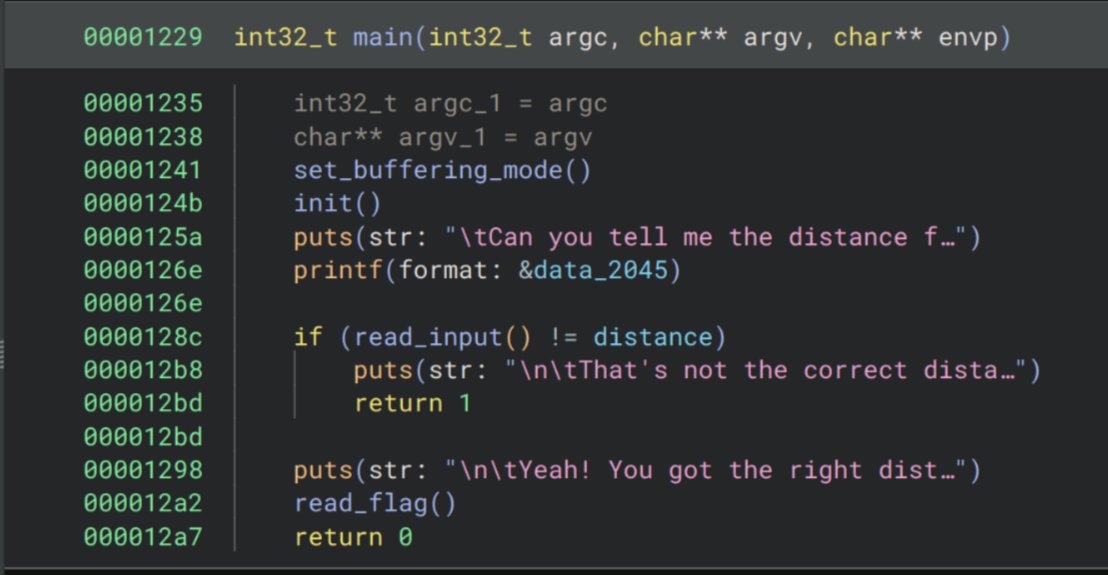 00001229 int32_t main(int32_t argc, char** argv, char** envp)
00001235 int32_t argc_1 = argc
00001238 char** argv_1 = argv
00001241 set_buffering_mode()
0000124b init()
0000125a puts(str: "\tCan you tell me the distance f…")
0000126e printf(format: &data_2045)
0000126e
0000128c if (read_input() != distance)
000012b8 puts(str: "\n\tThat's not the correct dista…")
000012bd return 1
000012bd
00001298 puts(str: "\n\tYeah! You got the right dist…")
000012a2 read_flag()
000012a7 return 0